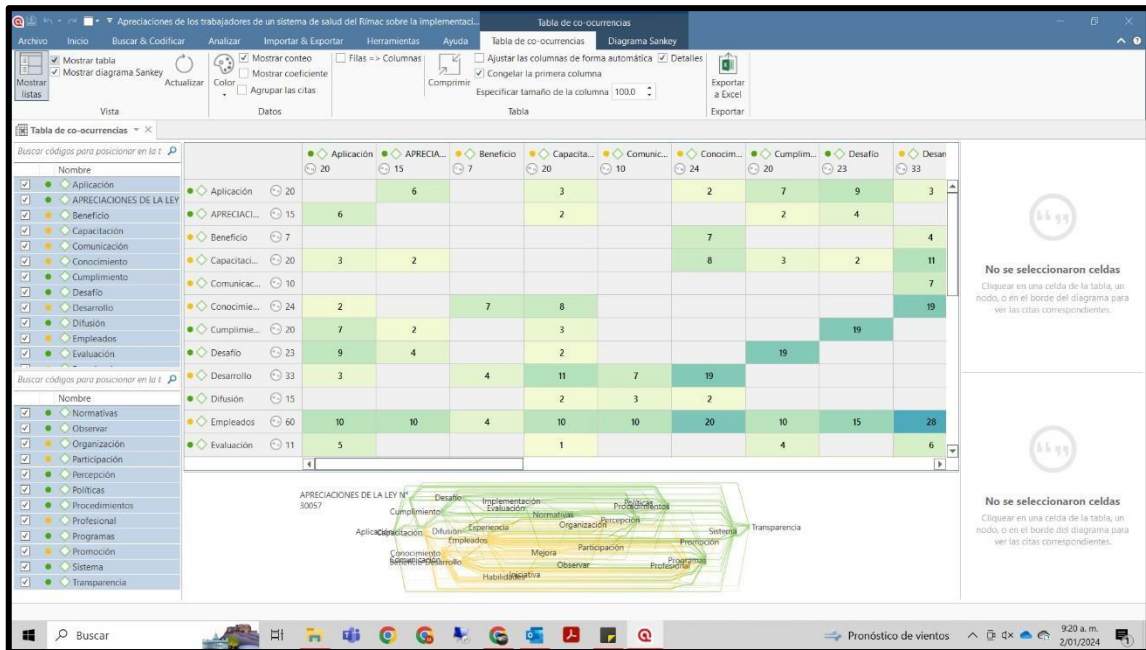 Apreciaciones de los trabajadores de un sistema de salud del Rímac sobre la implementaci...
Tabla de co-ocurrencias
Archivo Inicio Buscar & Codificar Analizar Importar & Exportar Herramientas Ayuda Tabla de co-ocurrencias Diagrama Sankey
Mostrar listas
Mostrar tabla
Mostrar diagrama Sankey
Actualizar
Vista
Color
Mostrar conteo
Mostrar coeficiente
Agrupar las citas
Datos
Filas => Columnas
Comprimir
Ajustar las columnas de forma automática Detalles
Congelar la primera columna
Especificar tamaño de la columna 100.0
Tabla
Exportar a Excel
Exportar
Tabla de co-ocurrencias
Buscar códigos para posicionar en la t
Nombre
Aplicación
APRECIACIONES DE LA LEY
Beneficio
Capacitación
Comunicación
Conocimiento
Cumplimiento
Desafío
Desarrollo
Difusión
Empleados
Evaluación
Buscar códigos para posicionar en la t
Nombre
Normativas
Observar
Organización
Participación
Percepción
Políticas
Procedimientos
Profesional
Programas
Promoción
Sistema
Transparencia
Aplicación APRECIA... Beneficio Capacita... Comunic... Conocim... Cumplim... Desafío Desar
20 15 7 20 10 24 20 23 33
Aplicación 20 6 3 2 7 9 3
APRECIACI... 15 6 2 2 4
Beneficio 7 7 4
Capacitaci... 20 3 2 8 3 2 11
Comunicac... 10 7
Conocimie... 24 2 7 8 19
Cumplimie... 20 7 2 3 19
Desafío 23 9 4 2 19
Desarrollo 33 3 4 11 7 19
Difusión 15 2 3 2
Empleados 60 10 10 4 10 10 20 10 15 28
Evaluación 11 5 1 4 6
APRECIACIONES DE LA LEY N°
30057
Desafío
Cumplimiento
Implementación
Evaluación
Normativas
Políticas
Procedimientos
Percepción
Organización
Difusión
Experiencia
Empleados
Sistema
Transparencia
Promoción
Conocimiento
Desarrollo
Mejora
Participación
Observar
Programas
Profesional
Habilidades
Iniciativa
No se seleccionaron celdas
Cliquear en una celda de la tabla, un
nodo, o en el borde del diagrama para
ver las citas correspondientes.
No se seleccionaron celdas
Cliquear en una celda de la tabla, un
nodo, o en el borde del diagrama para
ver las citas correspondientes.
Buscar
Pronóstico de vientos
9:20 a. m.
2/01/2024